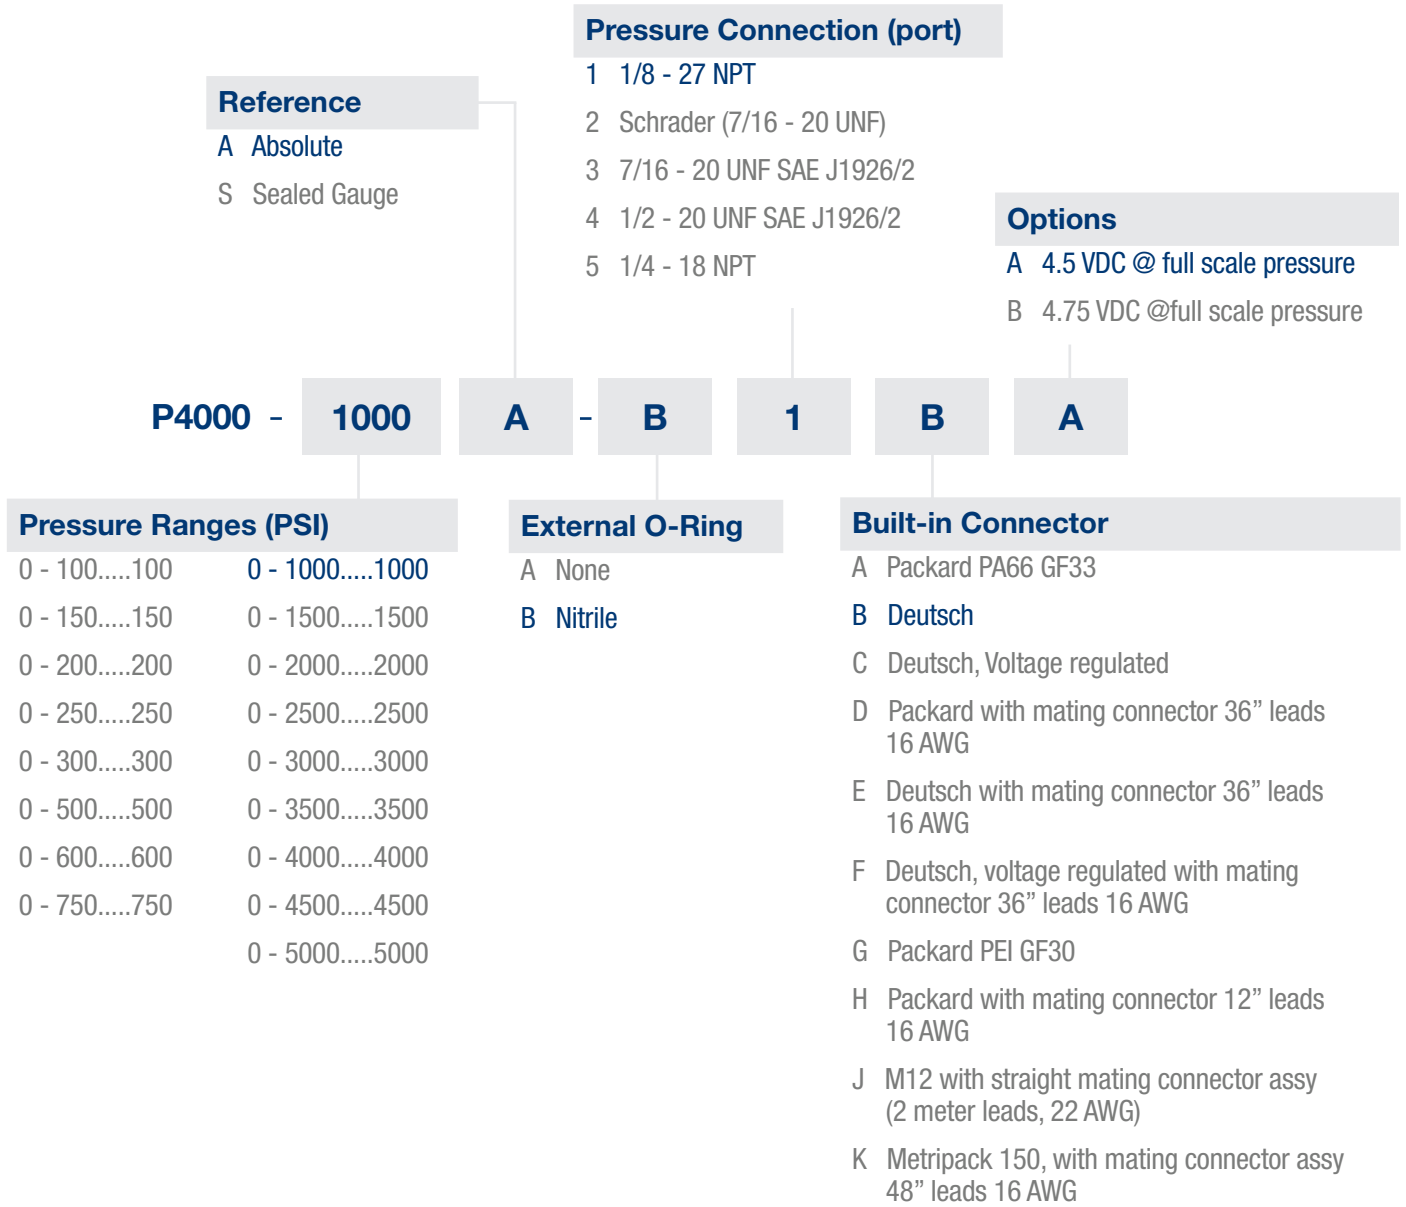 Pressure Connection (port)
1 1/8 - 27 NPT
2 Schrader (7/16 - 20 UNF)
3 7/16 - 20 UNF SAE J1926/2
4 1/2 - 20 UNF SAE J1926/2
5 1/4 - 18 NPT
Reference
A Absolute
S Sealed Gauge
Options
A 4.5 VDC @ full scale pressure
B 4.75 VDC @full scale pressure
P4000 - 1000 A - B 1 B A
Pressure Ranges (PSI)
0 - 100.....100 0 - 1000.....1000
0 - 150.....150 0 - 1500.....1500
0 - 200.....200 0 - 2000.....2000
0 - 250.....250 0 - 2500.....2500
0 - 300.....300 0 - 3000.....3000
0 - 500.....500 0 - 3500.....3500
0 - 600.....600 0 - 4000.....4000
0 - 750.....750 0 - 4500.....4500
0 - 5000.....5000
External O-Ring
A None
B Nitrile
Built-in Connector
A Packard PA66 GF33
B Deutsch
C Deutsch, Voltage regulated
D Packard with mating connector 36” leads
16 AWG
E Deutsch with mating connector 36” leads
16 AWG
F Deutsch, voltage regulated with mating
connector 36” leads 16 AWG
G Packard PEI GF30
H Packard with mating connector 12” leads
16 AWG
J M12 with straight mating connector assy
(2 meter leads, 22 AWG)
K Metripack 150, with mating connector assy
48” leads 16 AWG